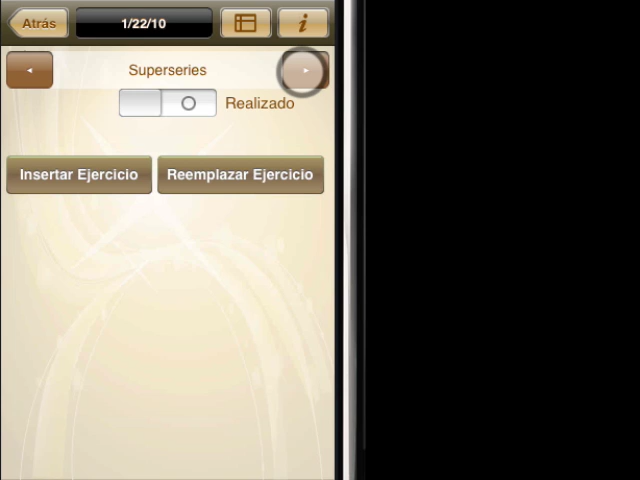 Atrás
1/22/10
i
Superseries
Realizado
Insertar Ejercicio
Reemplazar Ejercicio